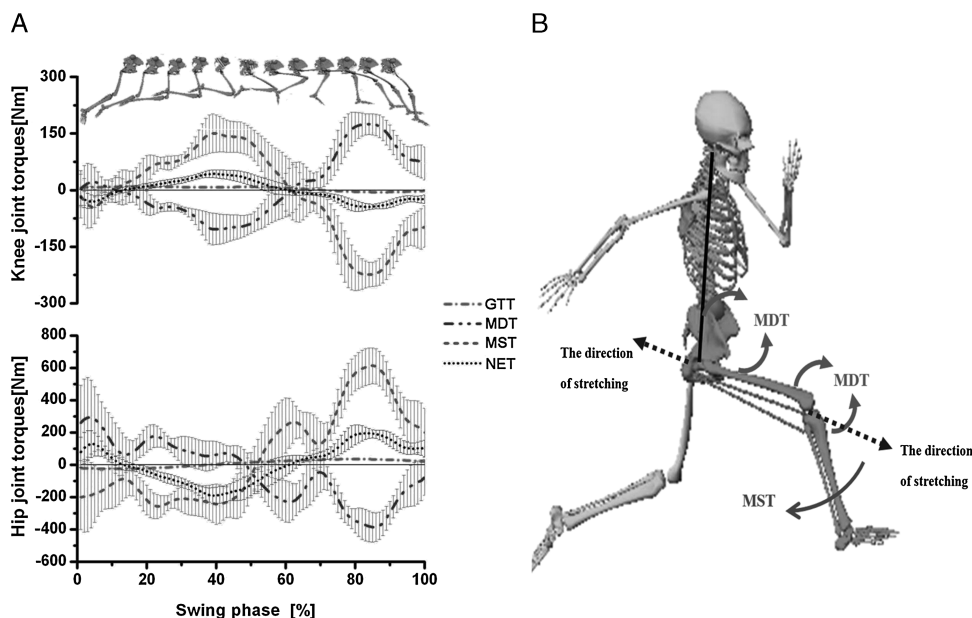 A
B
300
150
0
-150
-300
Knee joint torques[Nm]
GTT
MDT
MST
NET
800
600
400
200
0
-200
-400
-600
Hip joint torques[Nm]
0
20
40
60
80
100
Swing phase [%]
MDT
The direction
of stretching
MDT
The direction
of stretching
MST